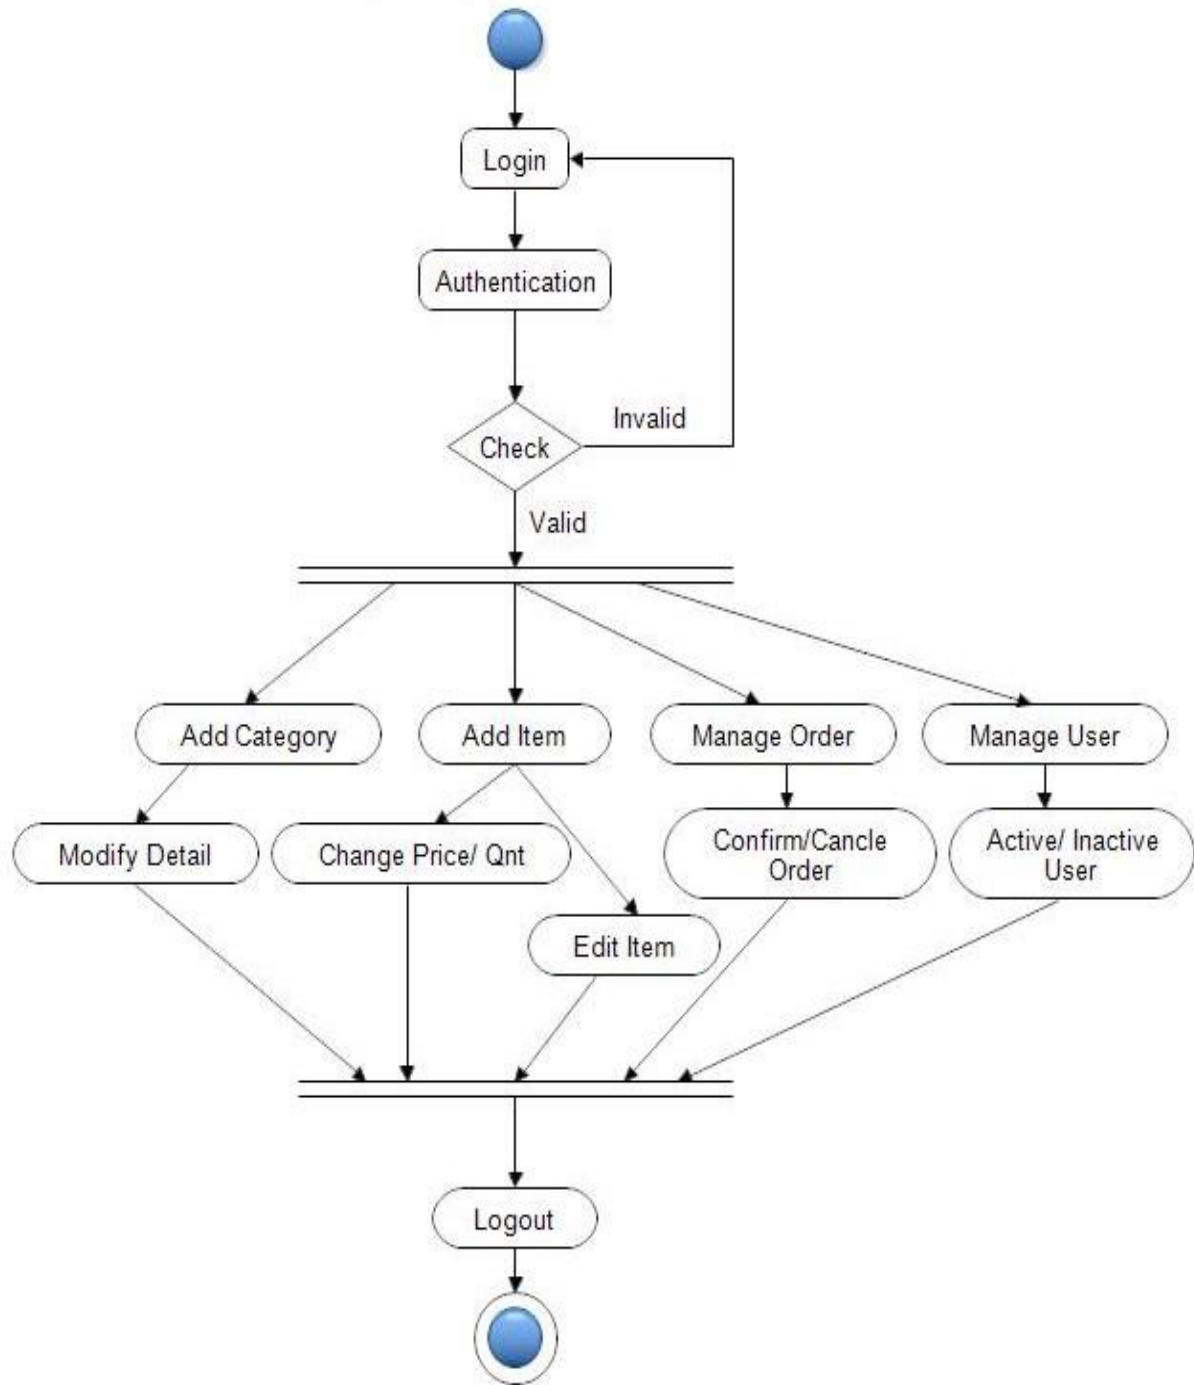 Login
Authentication
Invalid
Check
Valid
Add Category
Add Item
Manage Order
Manage User
Modify Detail
Change Price/ Qnt
Confirm/Cancle
Order
Active/ Inactive
User
Edit Item
Logout